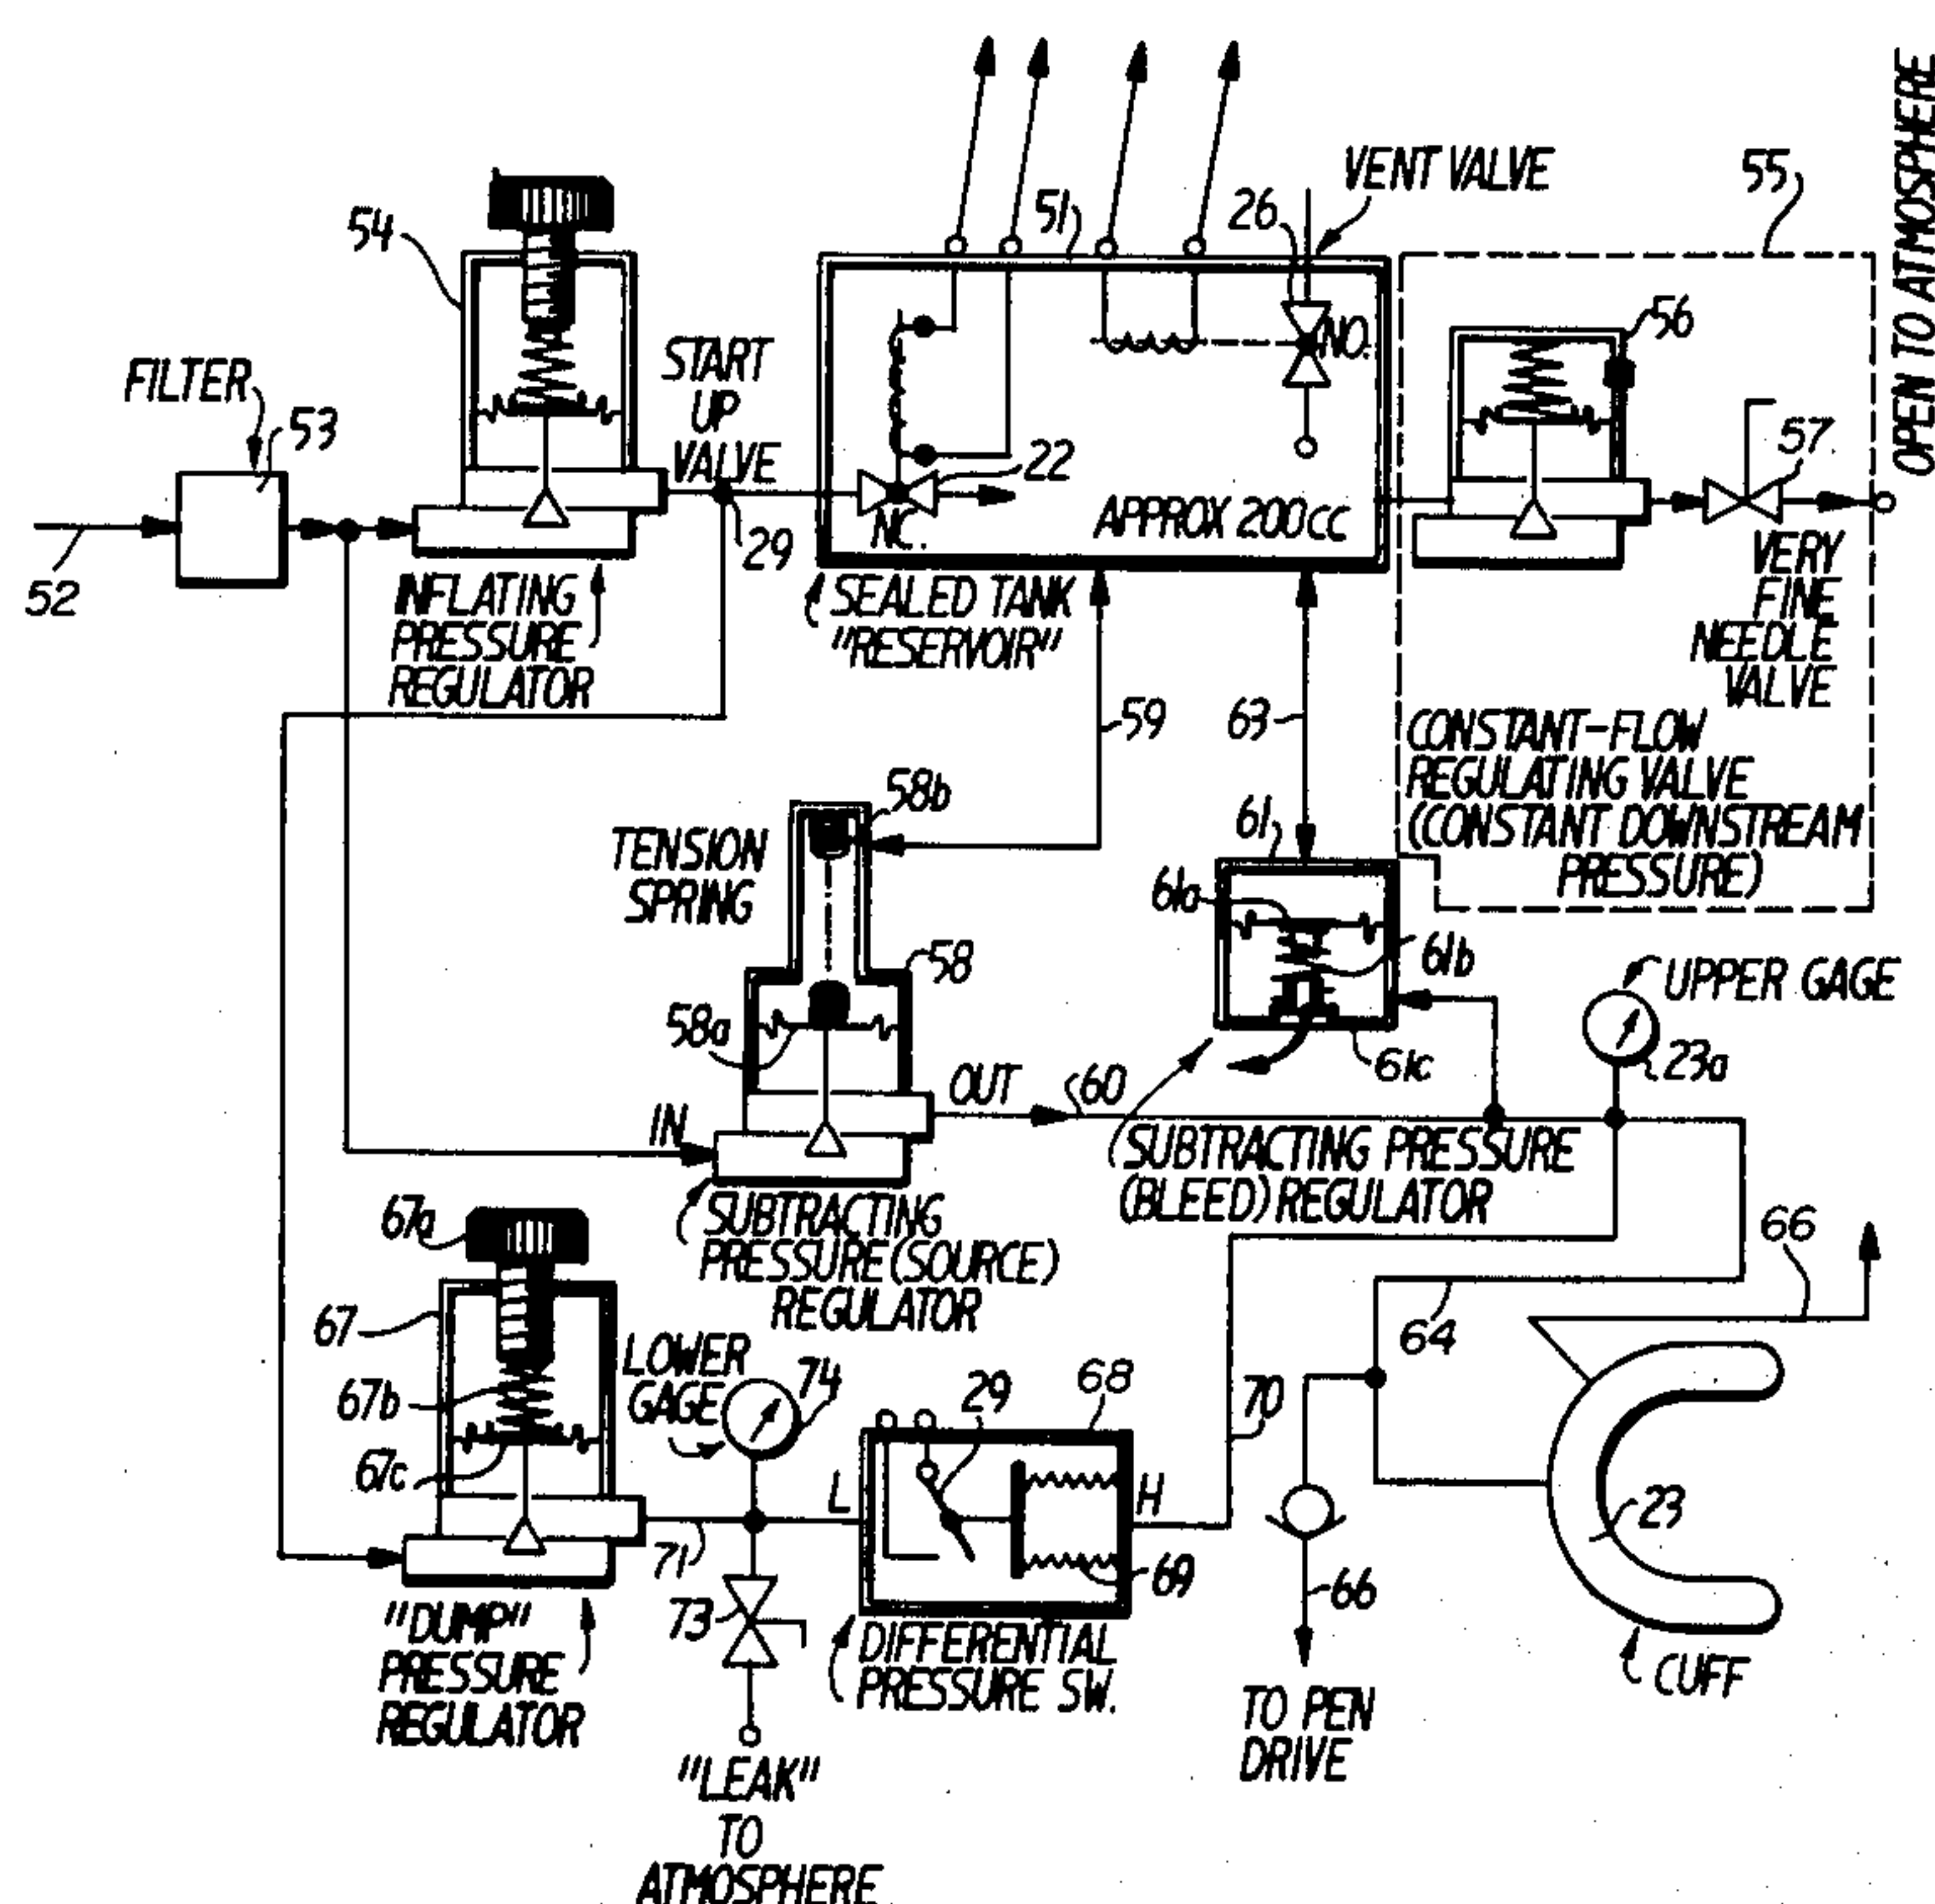 OPEN TO ATMOSPHERE
VENT VALVE
55
54
51
26
56
FILTER
53
START
UP
VALVE
NO.
57
22
52
29
NC.
APPROX 200CC
INFLATING
PRESSURE
REGULATOR
SEALED TANK
"RESERVOIR"
VERY
FINE
NEEDLE
VALVE
59
63
CONSTANT-FLOW
REGULATING VALVE
(CONSTANT DOWNSTREAM
PRESSURE)
58b
TENSION
SPRING
61
61a
61b
58
UPPER GAGE
58a
61c
23a
OUT
60
IN
SUBTRACTING PRESSURE
(BLEED) REGULATOR
SUBTRACTING
PRESSURE (SOURCE)
REGULATOR
67a
66
67
64
LOWER
GAGE
74
29
68
70
67b
67c
L
H
23
71
69
73
66
"DUMP"
PRESSURE
REGULATOR
DIFFERENTIAL
PRESSURE SW.
CUFF
TO PEN
DRIVE
"LEAK"
TO
ATMOSPHERE